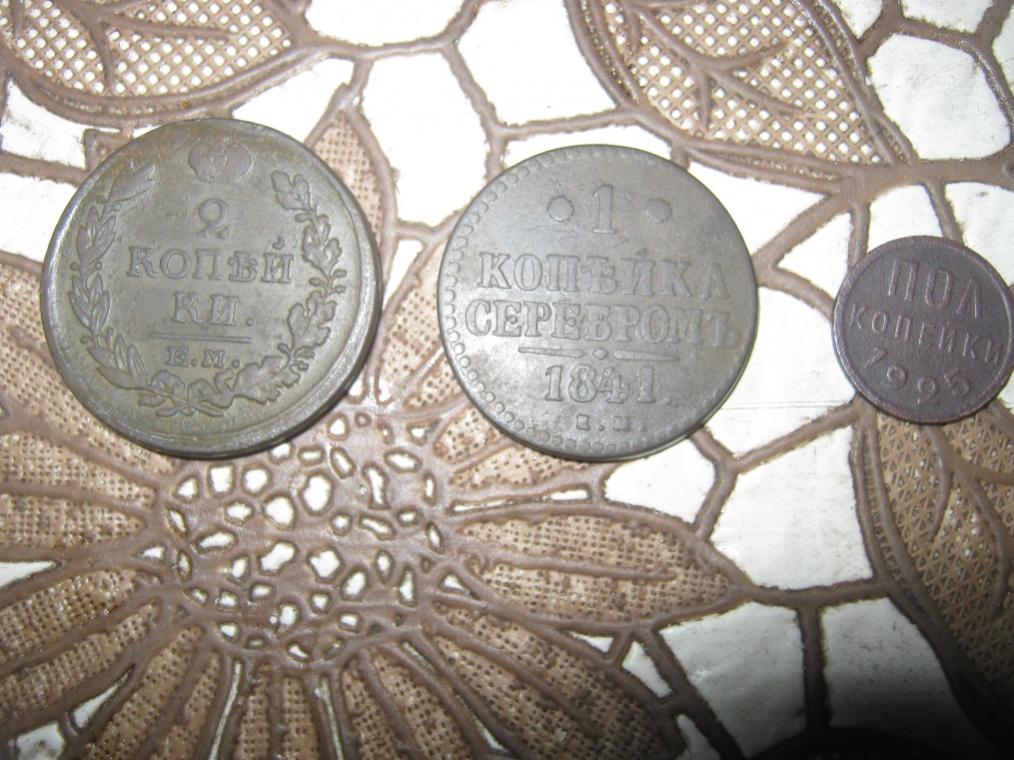 2
КОПѢЙ
КИ.
Е.М.
1
КОПѢЙКА
СЕРЕБРОМЪ
1841.
ПОЛ
КОПЕЙКИ
1925